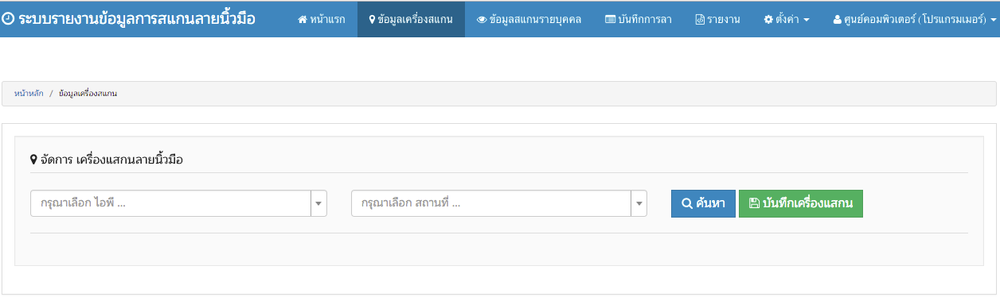 ระบบรายงานข้อมูลการสแกนลายนิ้วมือ หน้าแรก ข้อมูลเครื่องสแกน ข้อมูลสแกนรายบุคคล บันทึกการลา รายงาน ตั้งค่า ศูนย์คอมพิวเตอร์ (โปรแกรมเมอร์)
หน้าหลัก / ข้อมูลเครื่องสแกน
จัดการ เครื่องแสกนลายนิ้วมือ
กรุณาเลือก ไอพี ... กรุณาเลือก สถานที่ ... ค้นหา บันทึกเครื่องแสกน